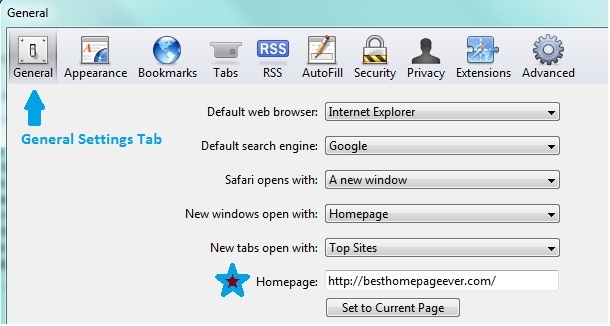 General
General Appearance Bookmarks Tabs RSS RSS AutoFill Security Privacy Extensions Advanced
General Settings Tab
Default web browser: Internet Explorer
Default search engine: Google
Safari opens with: A new window
New windows open with: Homepage
New tabs open with: Top Sites
Homepage: http://besthomepageever.com/
Set to Current Page